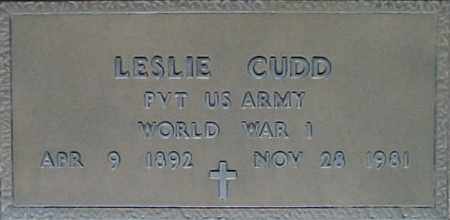 LESLIE CUDD
PVT US ARMY
WORLD WAR I
APR 9 1892 NOV 28 1981